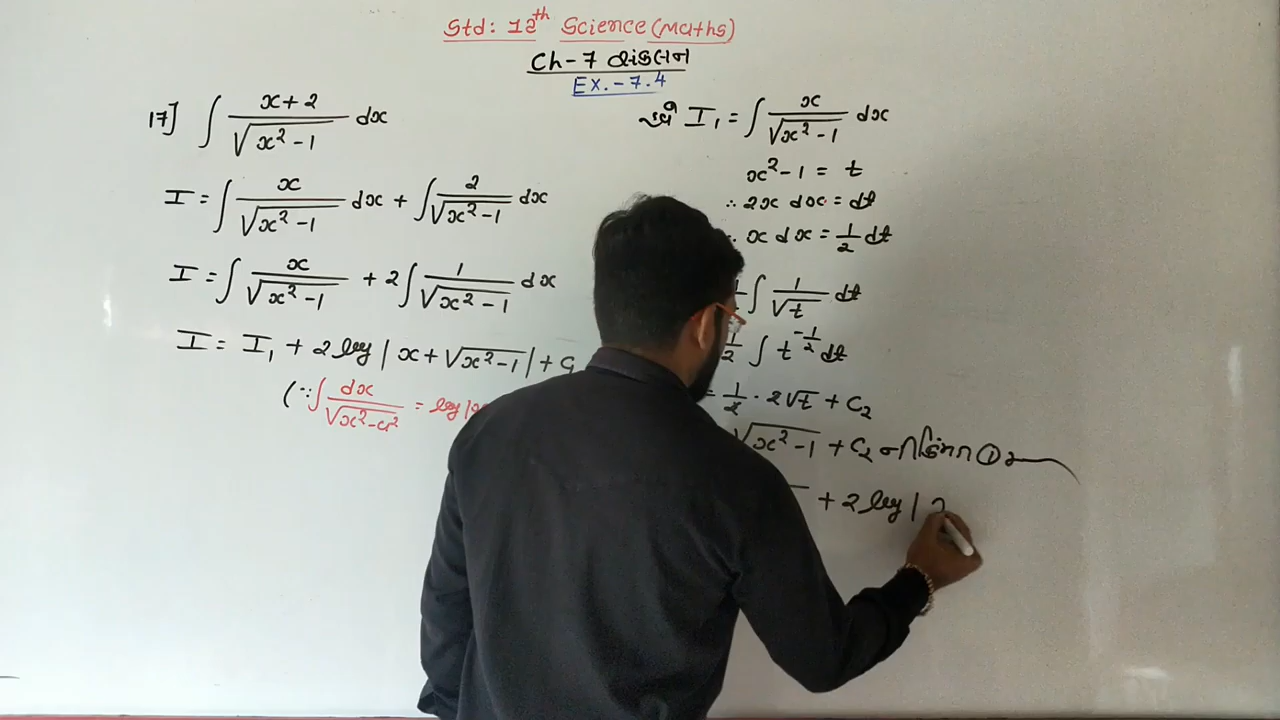 Std: 12th Science (Maths)
Ch-7 સંકલન
Ex.-7.4
17] ∫ x+2 / √(x²-1) dx
I = ∫ x / √(x²-1) dx + ∫ 2 / √(x²-1) dx
I = ∫ x / √(x²-1) + 2 ∫ 1 / √(x²-1) dx
I = I₁ + 2 log | x + √(x²-1) | + C₁
(∵ ∫ dx / √(x²-a²) = log |
હવે I₁ = ∫ x / √(x²-1) dx
x²-1 = t
∴ 2x dx = dt
∴ x dx = 1/2 dt
∫ 1 / √t dt
1/2 ∫ t^(-1/2) dt
= 1/2 · 2√t + C₂
√(x²-1) + C₂
+ 2 log |